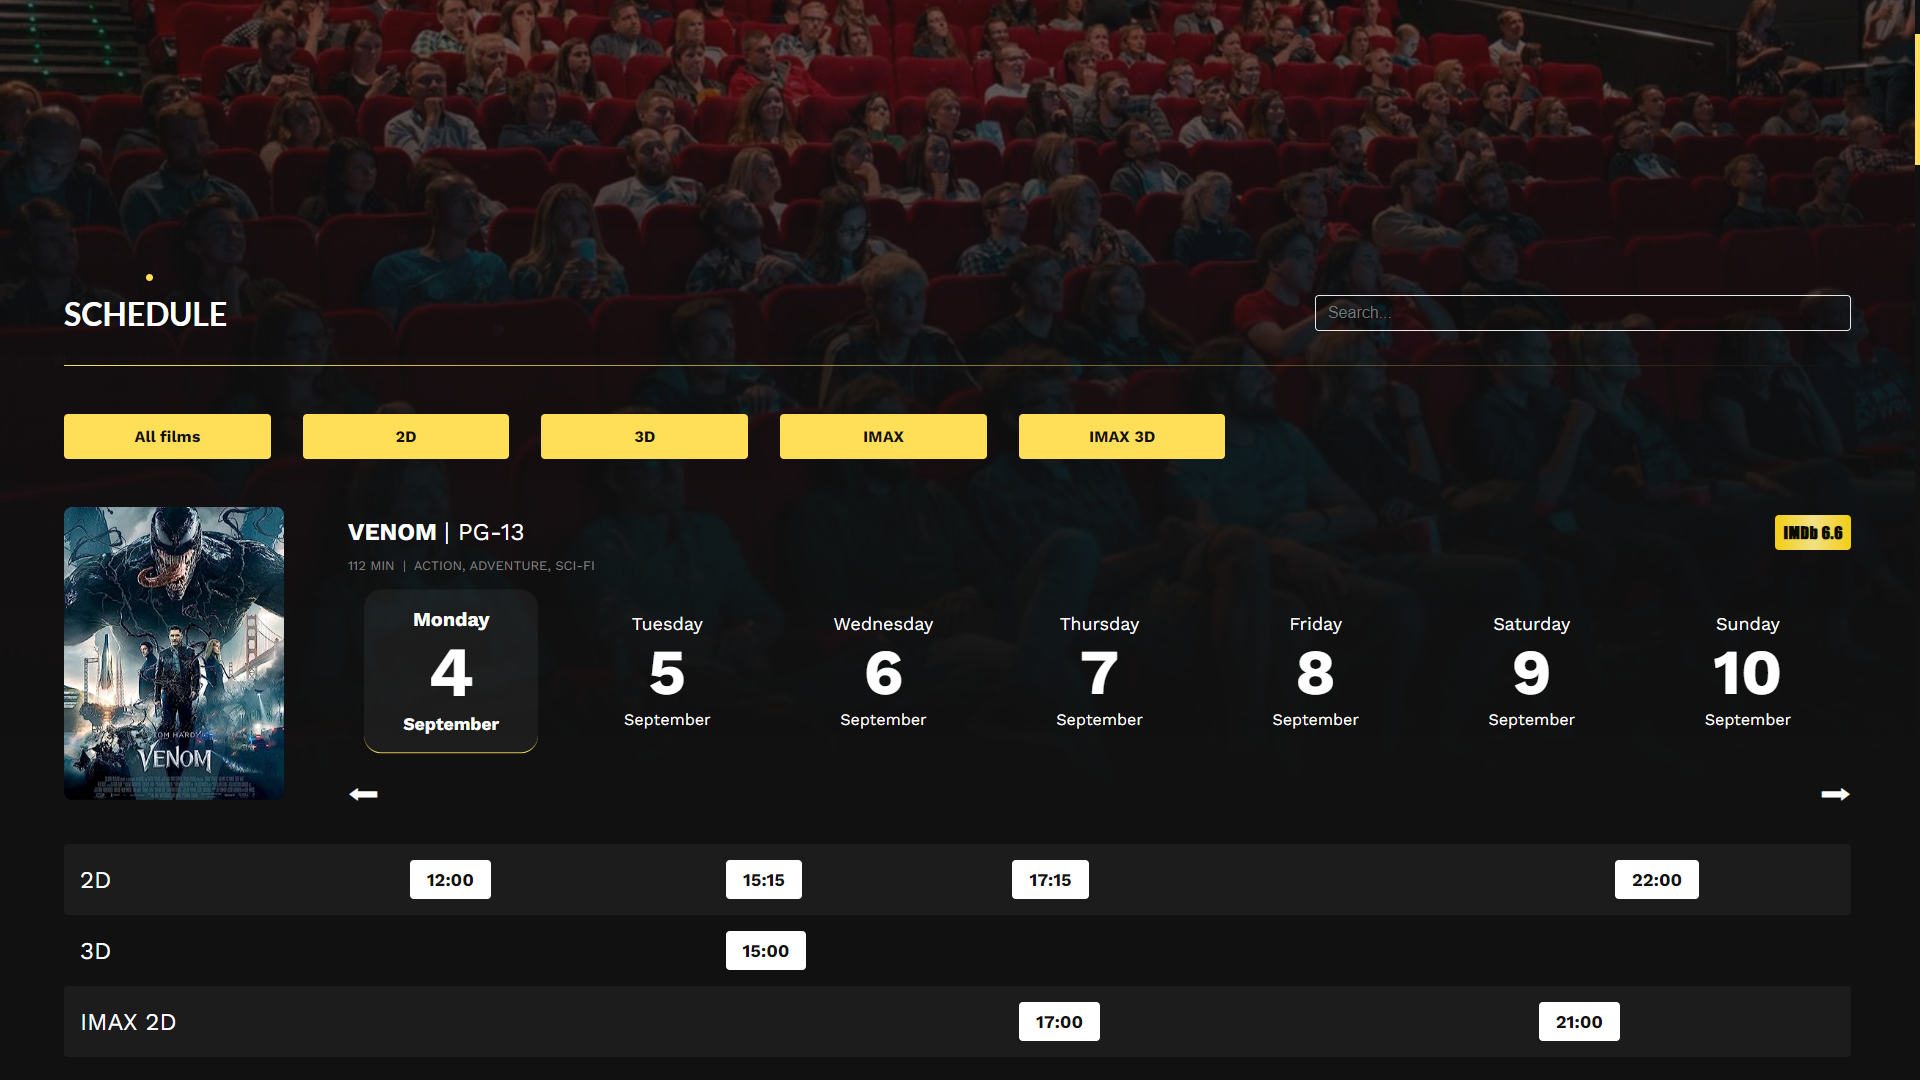 SCHEDULE
Search...
All films
2D
3D
IMAX
IMAX 3D
VENOM | PG-13
IMDb 6.6
112 MIN | ACTION, ADVENTURE, SCI-FI
Monday
4
September
Tuesday
5
September
Wednesday
6
September
Thursday
7
September
Friday
8
September
Saturday
9
September
Sunday
10
September
TOM HARDY
VENOM
2D 12:00 15:15 17:15 22:00
3D 15:00
IMAX 2D 17:00 21:00